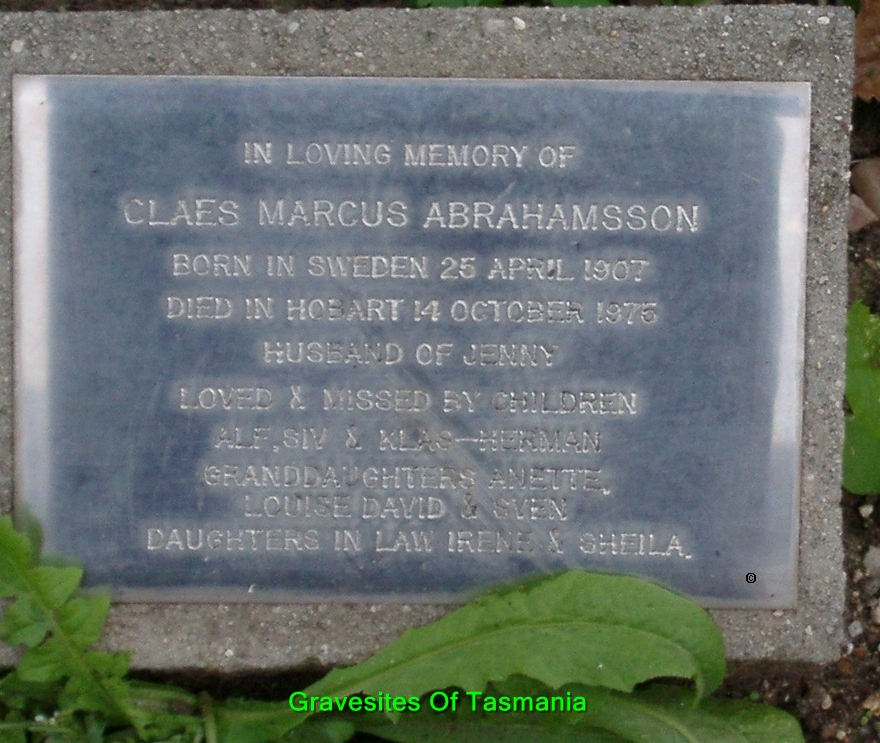 IN LOVING MEMORY OF
CLAES MARCUS ABRAHAMSSON
BORN IN SWEDEN 25 APRIL 1907
DIED IN HOBART 14 OCTOBER 1975
HUSBAND OF JENNY
LOVED & MISSED BY CHILDREN
ALF, SIV & KLAS-HERMAN
GRANDDAUGHTERS ANETTE,
LOUISE DAVID & SVEN
DAUGHTERS IN LAW IRENE & SHEILA.
©
Gravesites Of Tasmania